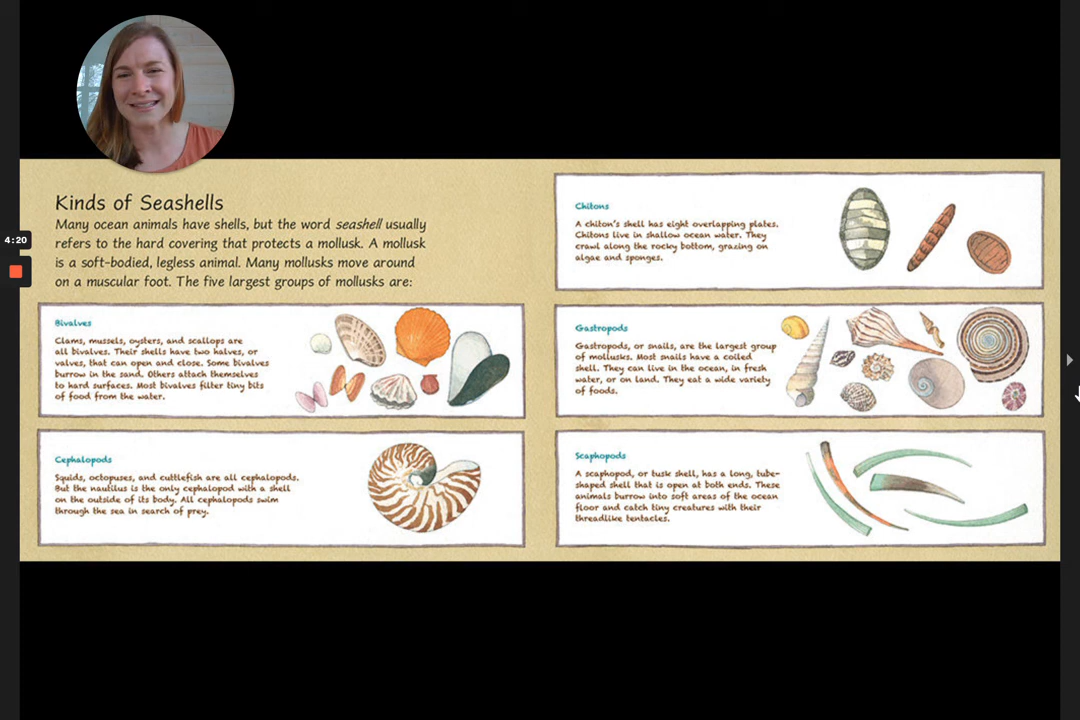 4:20
Kinds of Seashells
Many ocean animals have shells, but the word seashell usually
refers to the hard covering that protects a mollusk. A mollusk
is a soft-bodied, legless animal. Many mollusks move around
on a muscular foot. The five largest groups of mollusks are:
Bivalves
Clams, mussels, oysters, and scallops are
all bivalves. Their shells have two halves, or
valves, that can open and close. Some bivalves
burrow in the sand. Others attach themselves
to hard surfaces. Most bivalves filter tiny bits
of food from the water.
Cephalopods
Squids, octopuses, and cuttlefish are all cephalopods.
But the nautilus is the only cephalopod with a shell
on the outside of its body. All cephalopods swim
through the sea in search of prey.
Chitons
A chiton's shell has eight overlapping plates.
Chitons live in shallow ocean water. They
crawl along the rocky bottom, grazing on
algae and sponges.
Gastropods
Gastropods, or snails, are the largest group
of mollusks. Most snails have a coiled
shell. They can live in the ocean, in fresh
water, or on land. They eat a wide variety
of foods.
Scaphopods
A scaphopod, or tusk shell, has a long, tube-
shaped shell that is open at both ends. These
animals burrow into soft areas of the ocean
floor and catch tiny creatures with their
threadlike tentacles.